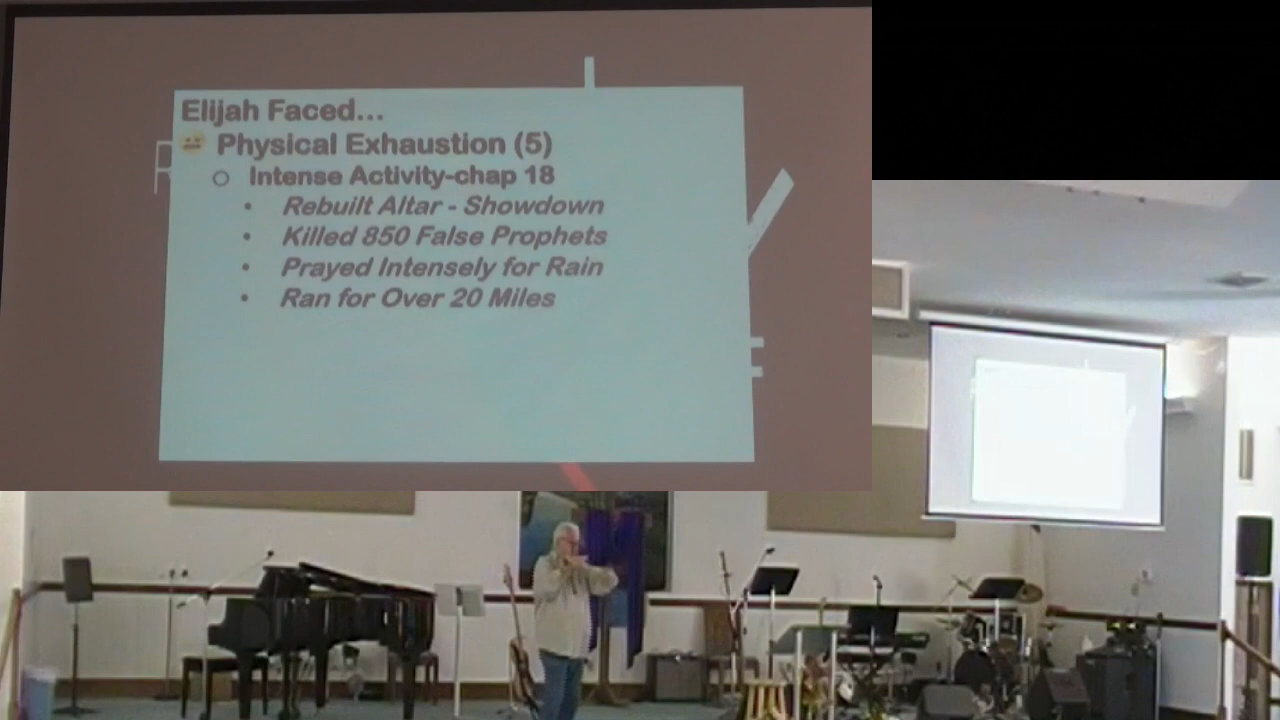 Elijah Faced...
Physical Exhaustion (5)
Intense Activity-chap 18
Rebuilt Altar - Showdown
Killed 850 False Prophets
Prayed Intensely for Rain
Ran for Over 20 Miles